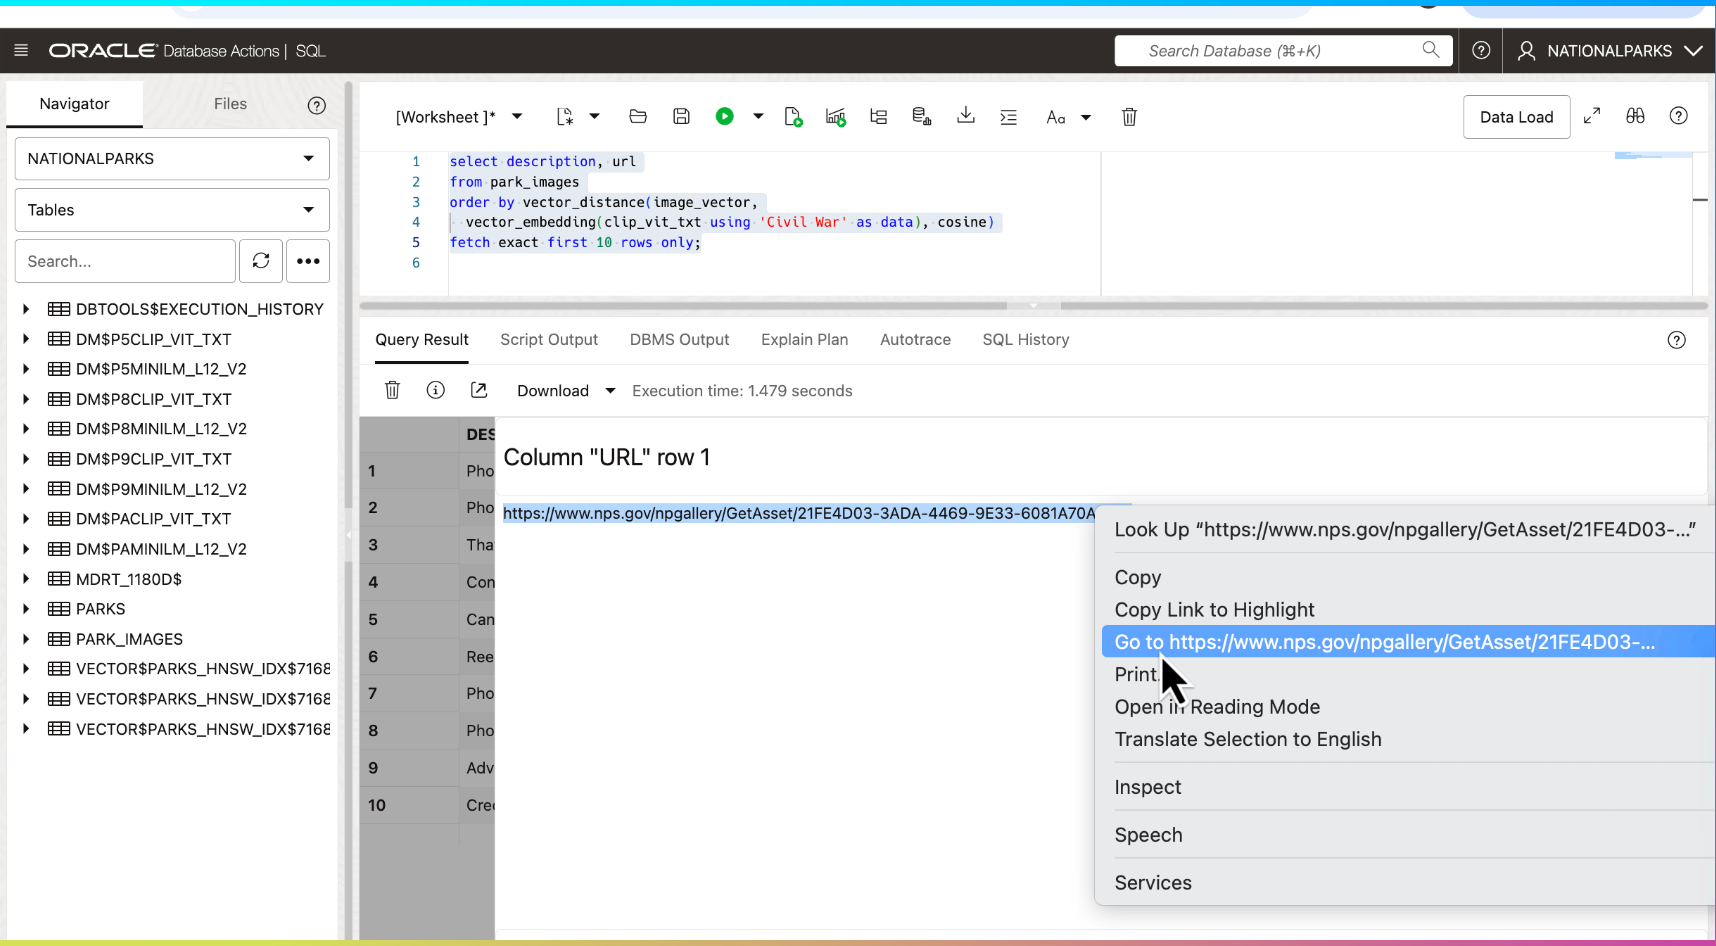 ORACLE Database Actions | SQL
Search Database (⌘+K)
NATIONALPARKS
Navigator
Files
NATIONALPARKS
Tables
Search...
DBTOOLS$EXECUTION_HISTORY
DM$P5CLIP_VIT_TXT
DM$P5MINILM_L12_V2
DM$P8CLIP_VIT_TXT
DM$P8MINILM_L12_V2
DM$P9CLIP_VIT_TXT
DM$P9MINILM_L12_V2
DM$PACLIP_VIT_TXT
DM$PAMINILM_L12_V2
MDRT_1180D$
PARKS
PARK_IMAGES
VECTOR$PARKS_HNSW_IDX$7168
VECTOR$PARKS_HNSW_IDX$7168
VECTOR$PARKS_HNSW_IDX$7168
[Worksheet ]*
Aa
Data Load
1 select description, url
2 from park_images
3 order by vector_distance(image_vector,
4 vector_embedding(clip_vit_txt using 'Civil War' as data), cosine)
5 fetch exact first 10 rows only;
6
Query Result
Script Output
DBMS Output
Explain Plan
Autotrace
SQL History
Download
Execution time: 1.479 seconds
DES
1 Pho
2 Pho
3 Tha
4 Con
5 Can
6 Ree
7 Pho
8 Pho
9 Adv
10 Cre
Column "URL" row 1
https://www.nps.gov/npgallery/GetAsset/21FE4D03-3ADA-4469-9E33-6081A70A
Look Up “https://www.nps.gov/npgallery/GetAsset/21FE4D03-...”
Copy
Copy Link to Highlight
Go to https://www.nps.gov/npgallery/GetAsset/21FE4D03-...
Print
Open in Reading Mode
Translate Selection to English
Inspect
Speech
Services